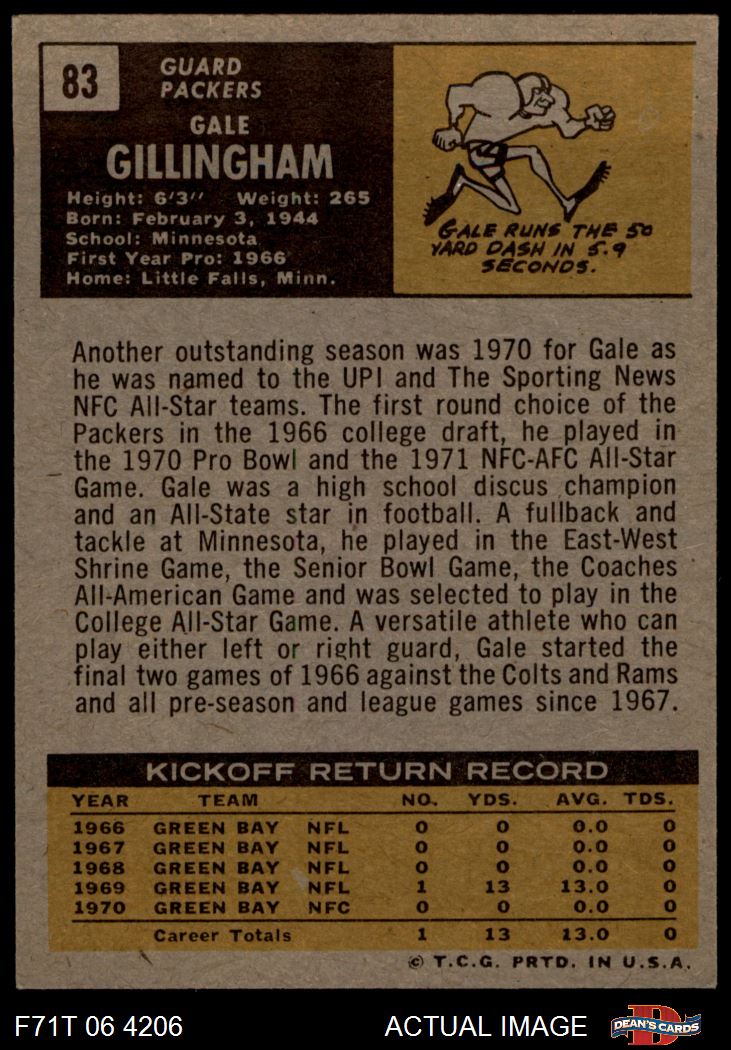 83
GUARD
PACKERS
GALE
GILLINGHAM
Height: 6'3" Weight: 265
Born: February 3, 1944
School: Minnesota
First Year Pro: 1966
Home: Little Falls, Minn.
GALE RUNS THE 50
YARD DASH IN 5.9
SECONDS.
Another outstanding season was 1970 for Gale as
he was named to the UPI and The Sporting News
NFC All-Star teams. The first round choice of the
Packers in the 1966 college draft, he played in
the 1970 Pro Bowl and the 1971 NFC-AFC All-Star
Game. Gale was a high school discus champion
and an All-State star in football. A fullback and
tackle at Minnesota, he played in the East-West
Shrine Game, the Senior Bowl Game, the Coaches
All-American Game and was selected to play in the
College All-Star Game. A versatile athlete who can
play either left or right guard, Gale started the
final two games of 1966 against the Colts and Rams
and all pre-season and league games since 1967.
KICKOFF RETURN RECORD
YEAR TEAM NO. YDS. AVG. TDS.
1966 GREEN BAY NFL 0 0 0.0 0
1967 GREEN BAY NFL 0 0 0.0 0
1968 GREEN BAY NFL 0 0 0.0 0
1969 GREEN BAY NFL 1 13 13.0 0
1970 GREEN BAY NFC 0 0 0.0 0
Career Totals 1 13 13.0 0
© T.C.G. PRTD. IN U.S.A.
F71T 06 4206 ACTUAL IMAGE D DEAN'S CARDS